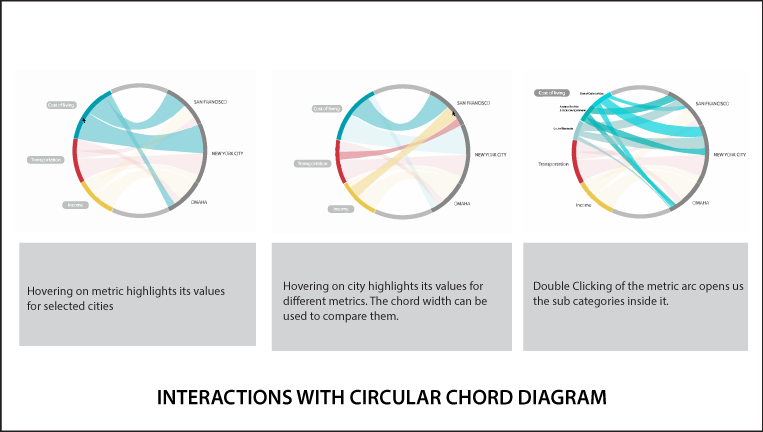 Cost of living
SAN FRANCISCO
Transportation
NEW YORK CITY
Income
OMAHA
Cost of living
SAN FRANCISCO
Transportation
NEW YORK CITY
Income
OMAHA
Cost of living
SAN FRANCISCO
NEW YORK CITY
Transportation
Income
OMAHA
Hovering on metric highlights its values
for selected cities
Hovering on city highlights its values for
different metrics. The chord width can be
used to compare them.
Double Clicking of the metric arc opens us
the sub categories inside it.
INTERACTIONS WITH CIRCULAR CHORD DIAGRAM